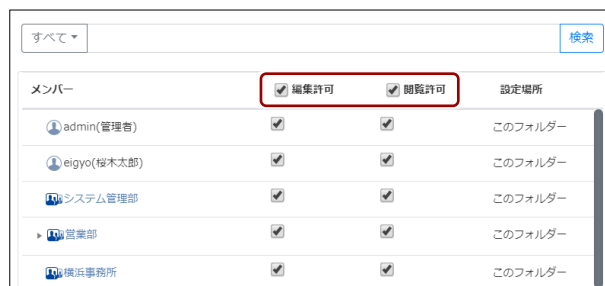 すべて 検索
メンバー 編集許可 閲覧許可 設定場所
admin(管理者) このフォルダー
eigyo(桜木太郎) このフォルダー
システム管理部 このフォルダー
営業部 このフォルダー
横浜事務所 このフォルダー